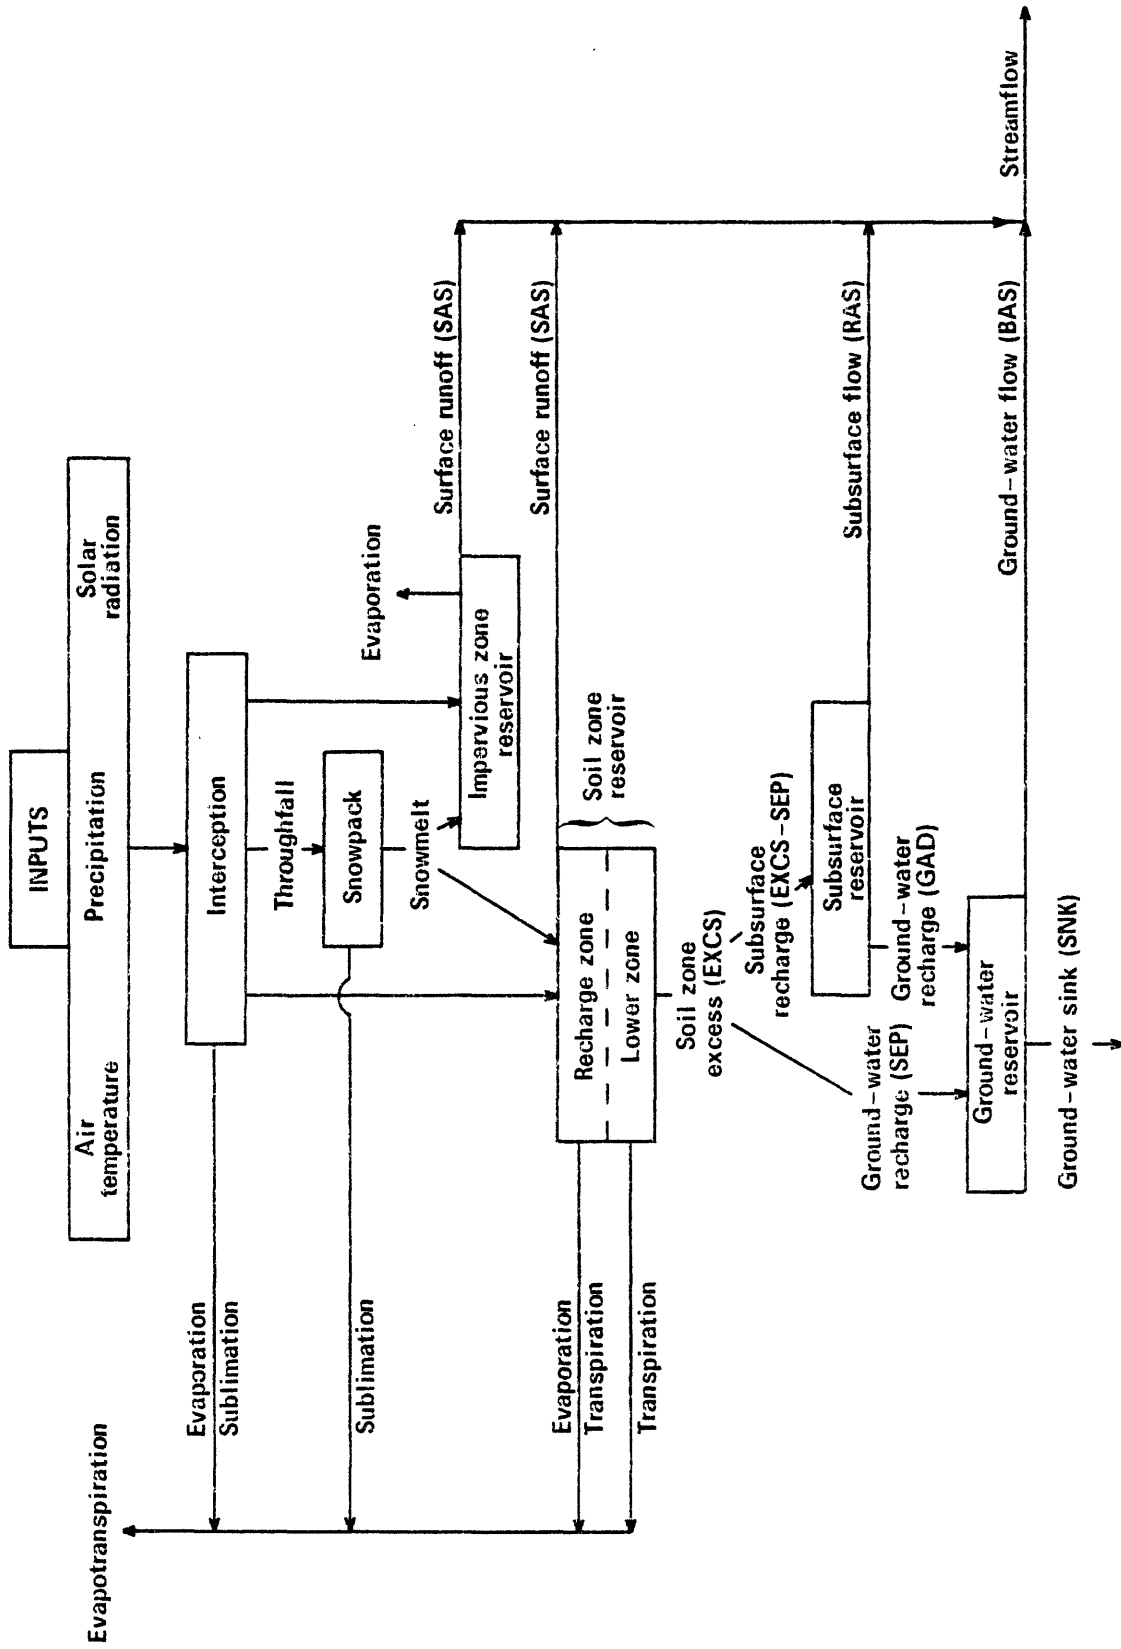 INPUTS
Air
temperature
Precipitation
Solar
radiation
Evapotranspiration
Evaporation
Sublimation
Interception
Throughfall
Sublimation
Snowpack
Snowmelt
Evaporation
Impervious zone
reservoir
Surface runoff (SAS)
Surface runoff (SAS)
Evaporation
Transpiration
Transpiration
Recharge zone
Lower zone
Soil zone
reservoir
Soil zone
excess (EXCS)
Subsurface
recharge (EXCS-SEP)
Subsurface
reservoir
Subsurface flow (RAS)
Ground-water
recharge (SEP)
Ground-water
recharge (GAD)
Ground-water
reservoir
Ground-water flow (BAS)
Streamflow
Ground-water sink (SNK)